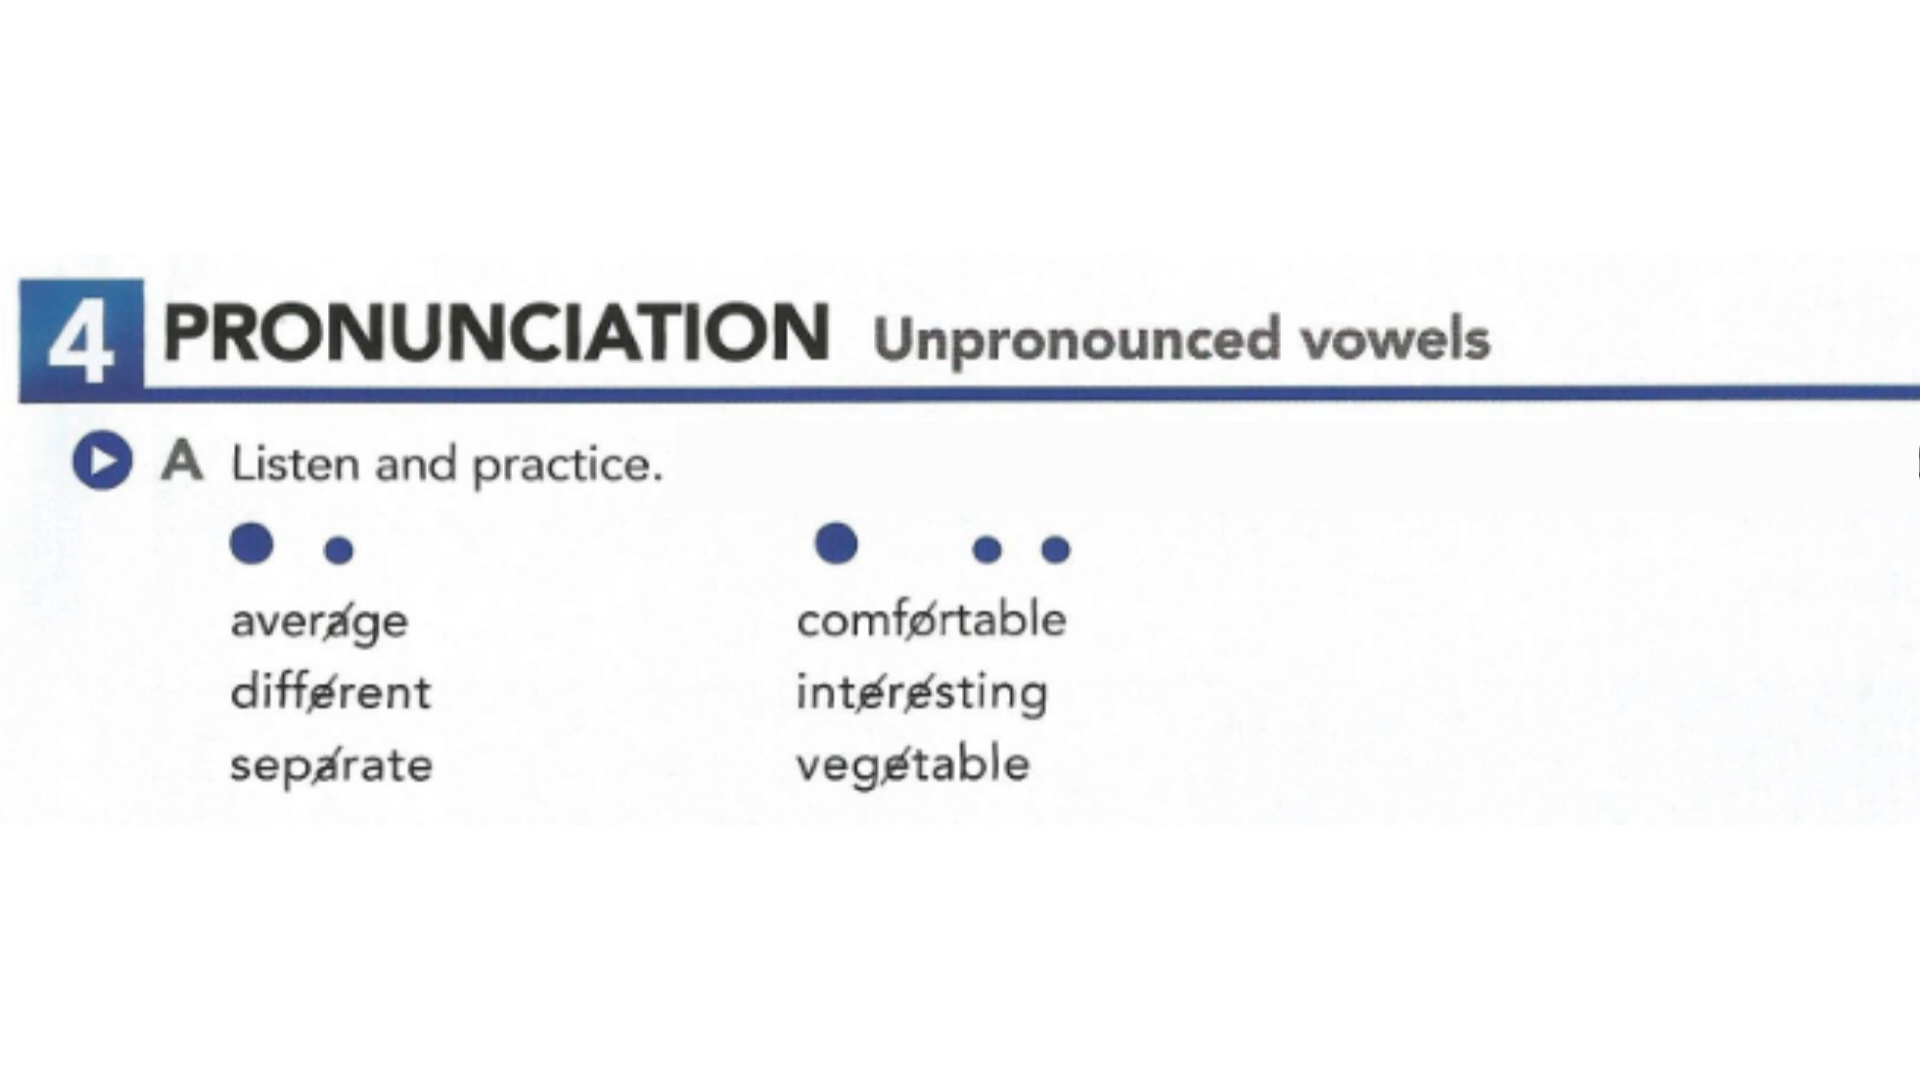 4 PRONUNCIATION Unpronounced vowels
A Listen and practice.
average
different
separate
comfortable
interesting
vegetable